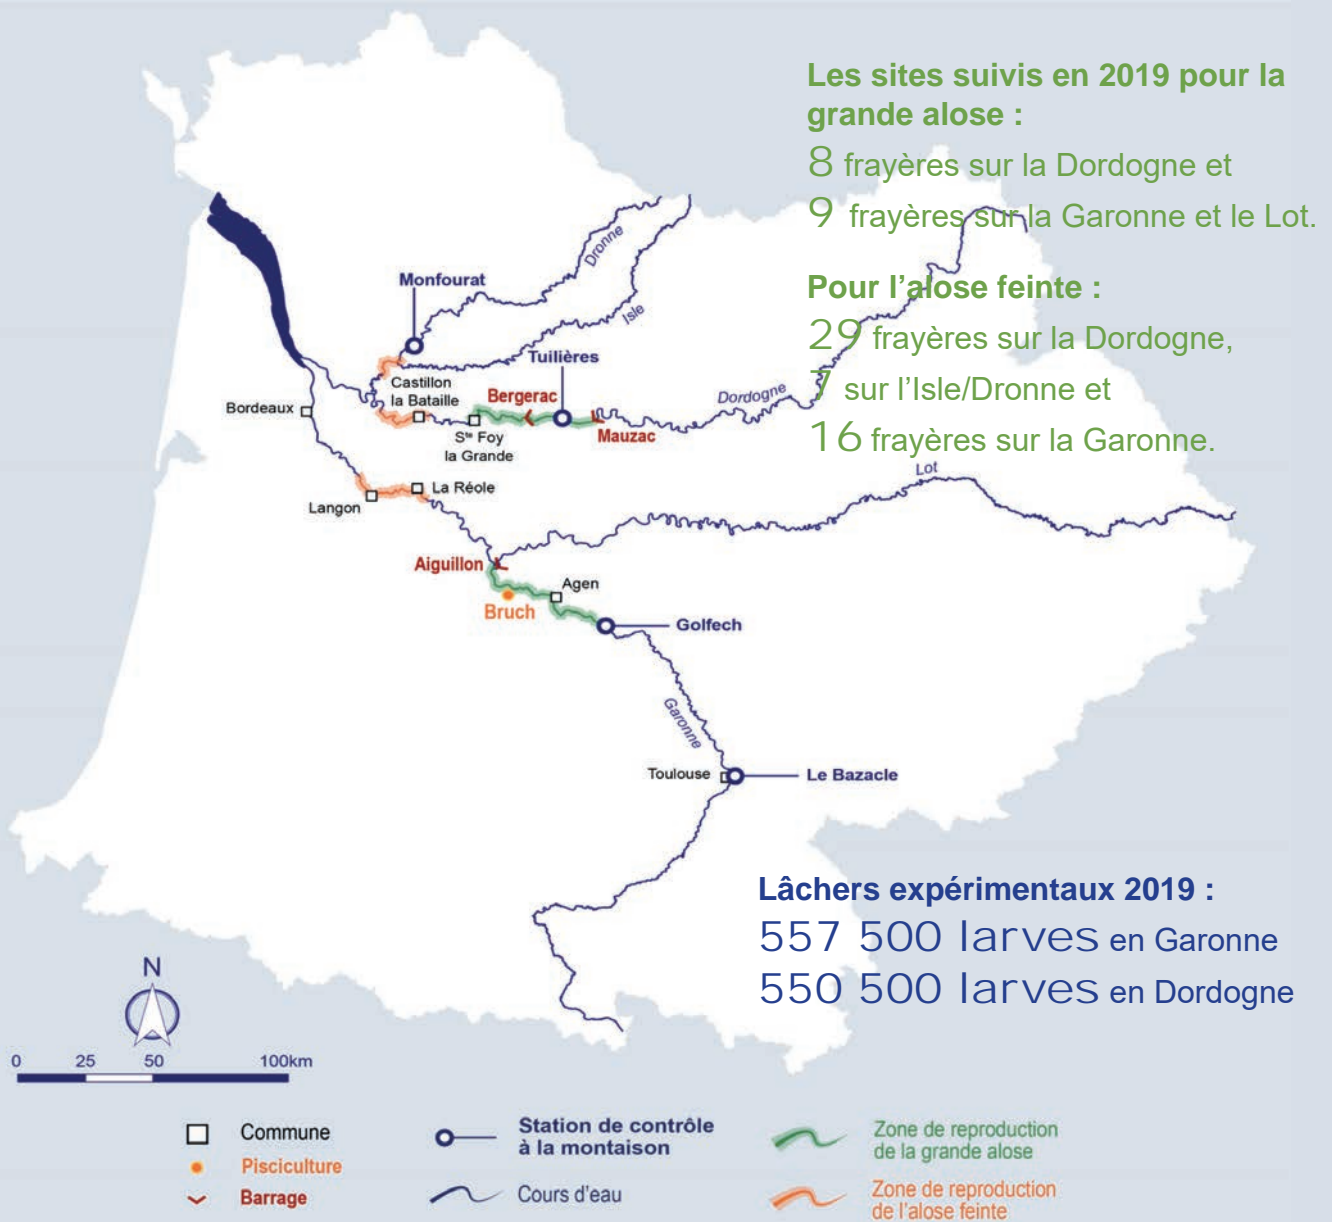 Les sites suivis en 2019 pour la
grande alose :
8 frayères sur la Dordogne et
9 frayères sur la Garonne et le Lot.
Pour l'alose feinte :
29 frayères sur la Dordogne,
7 sur l'Isle/Dronne et
16 frayères sur la Garonne.
Dronne
Monfourat
Isle
Tuilières
Castillon
la Bataille
Bergerac
Dordogne
Bordeaux
Ste Foy
la Grande
Mauzac
Lot
La Réole
Langon
Aiguillon
Agen
Bruch
Golfech
Garonne
Toulouse
Le Bazacle
Lâchers expérimentaux 2019 :
557 500 larves en Garonne
550 500 larves en Dordogne
N
0 25 50 100km
Commune
Pisciculture
Barrage
Station de contrôle
à la montaison
Cours d'eau
Zone de reproduction
de la grande alose
Zone de reproduction
de l'alose feinte